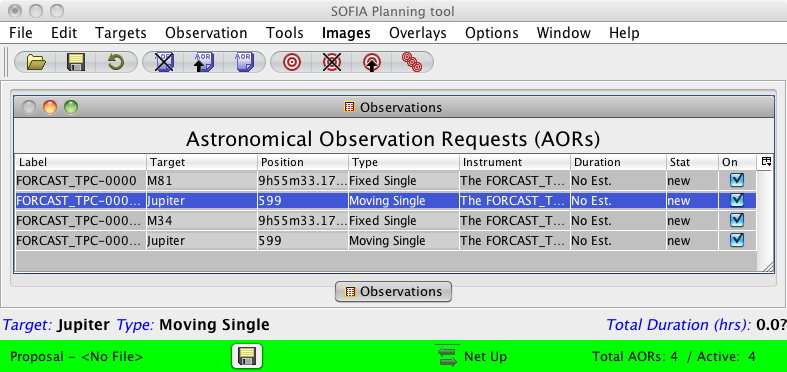 SOFIA Planning tool
File Edit Targets Observation Tools Images Overlays Options Window Help
AOR AOR AOR
Observations
Astronomical Observation Requests (AORs)
Label Target Position Type Instrument Duration Stat On
FORCAST_TPC-0000 M81 9h55m33.17... Fixed Single The FORCAST_T... No Est. new
FORCAST_TPC-000... Jupiter 599 Moving Single The FORCAST_T... No Est. new
FORCAST_TPC-000... M34 9h55m33.17... Fixed Single The FORCAST_T... No Est. new
FORCAST_TPC-000... Jupiter 599 Moving Single The FORCAST_T... No Est. new
Observations
Target: Jupiter Type: Moving Single Total Duration (hrs): 0.0?
Proposal - <No File> Net Up Total AORs: 4 / Active: 4